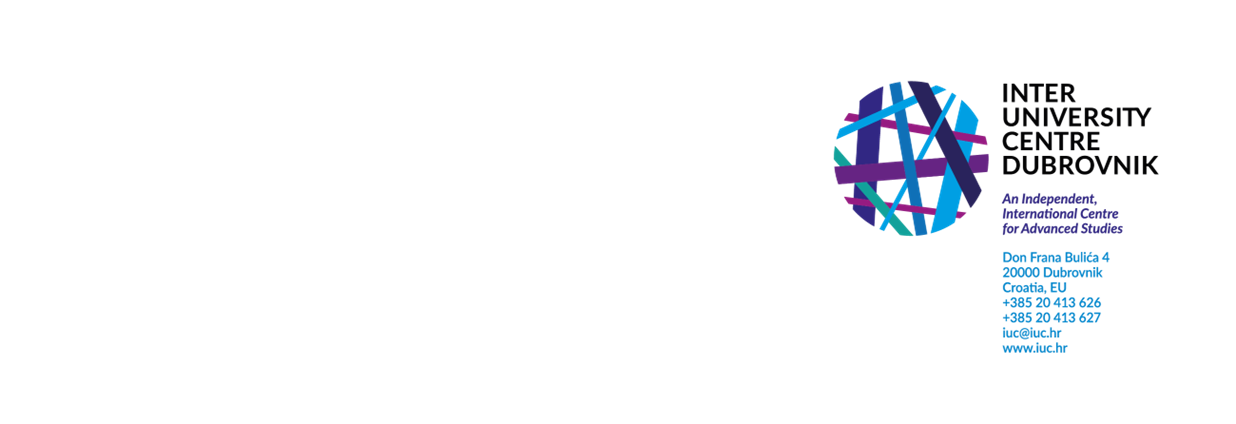 INTER
UNIVERSITY
CENTRE
DUBROVNIK
An Independent,
International Centre
for Advanced Studies
Don Frana Bulića 4
20000 Dubrovnik
Croatia, EU
+385 20 413 626
+385 20 413 627
iuc@iuc.hr
www.iuc.hr